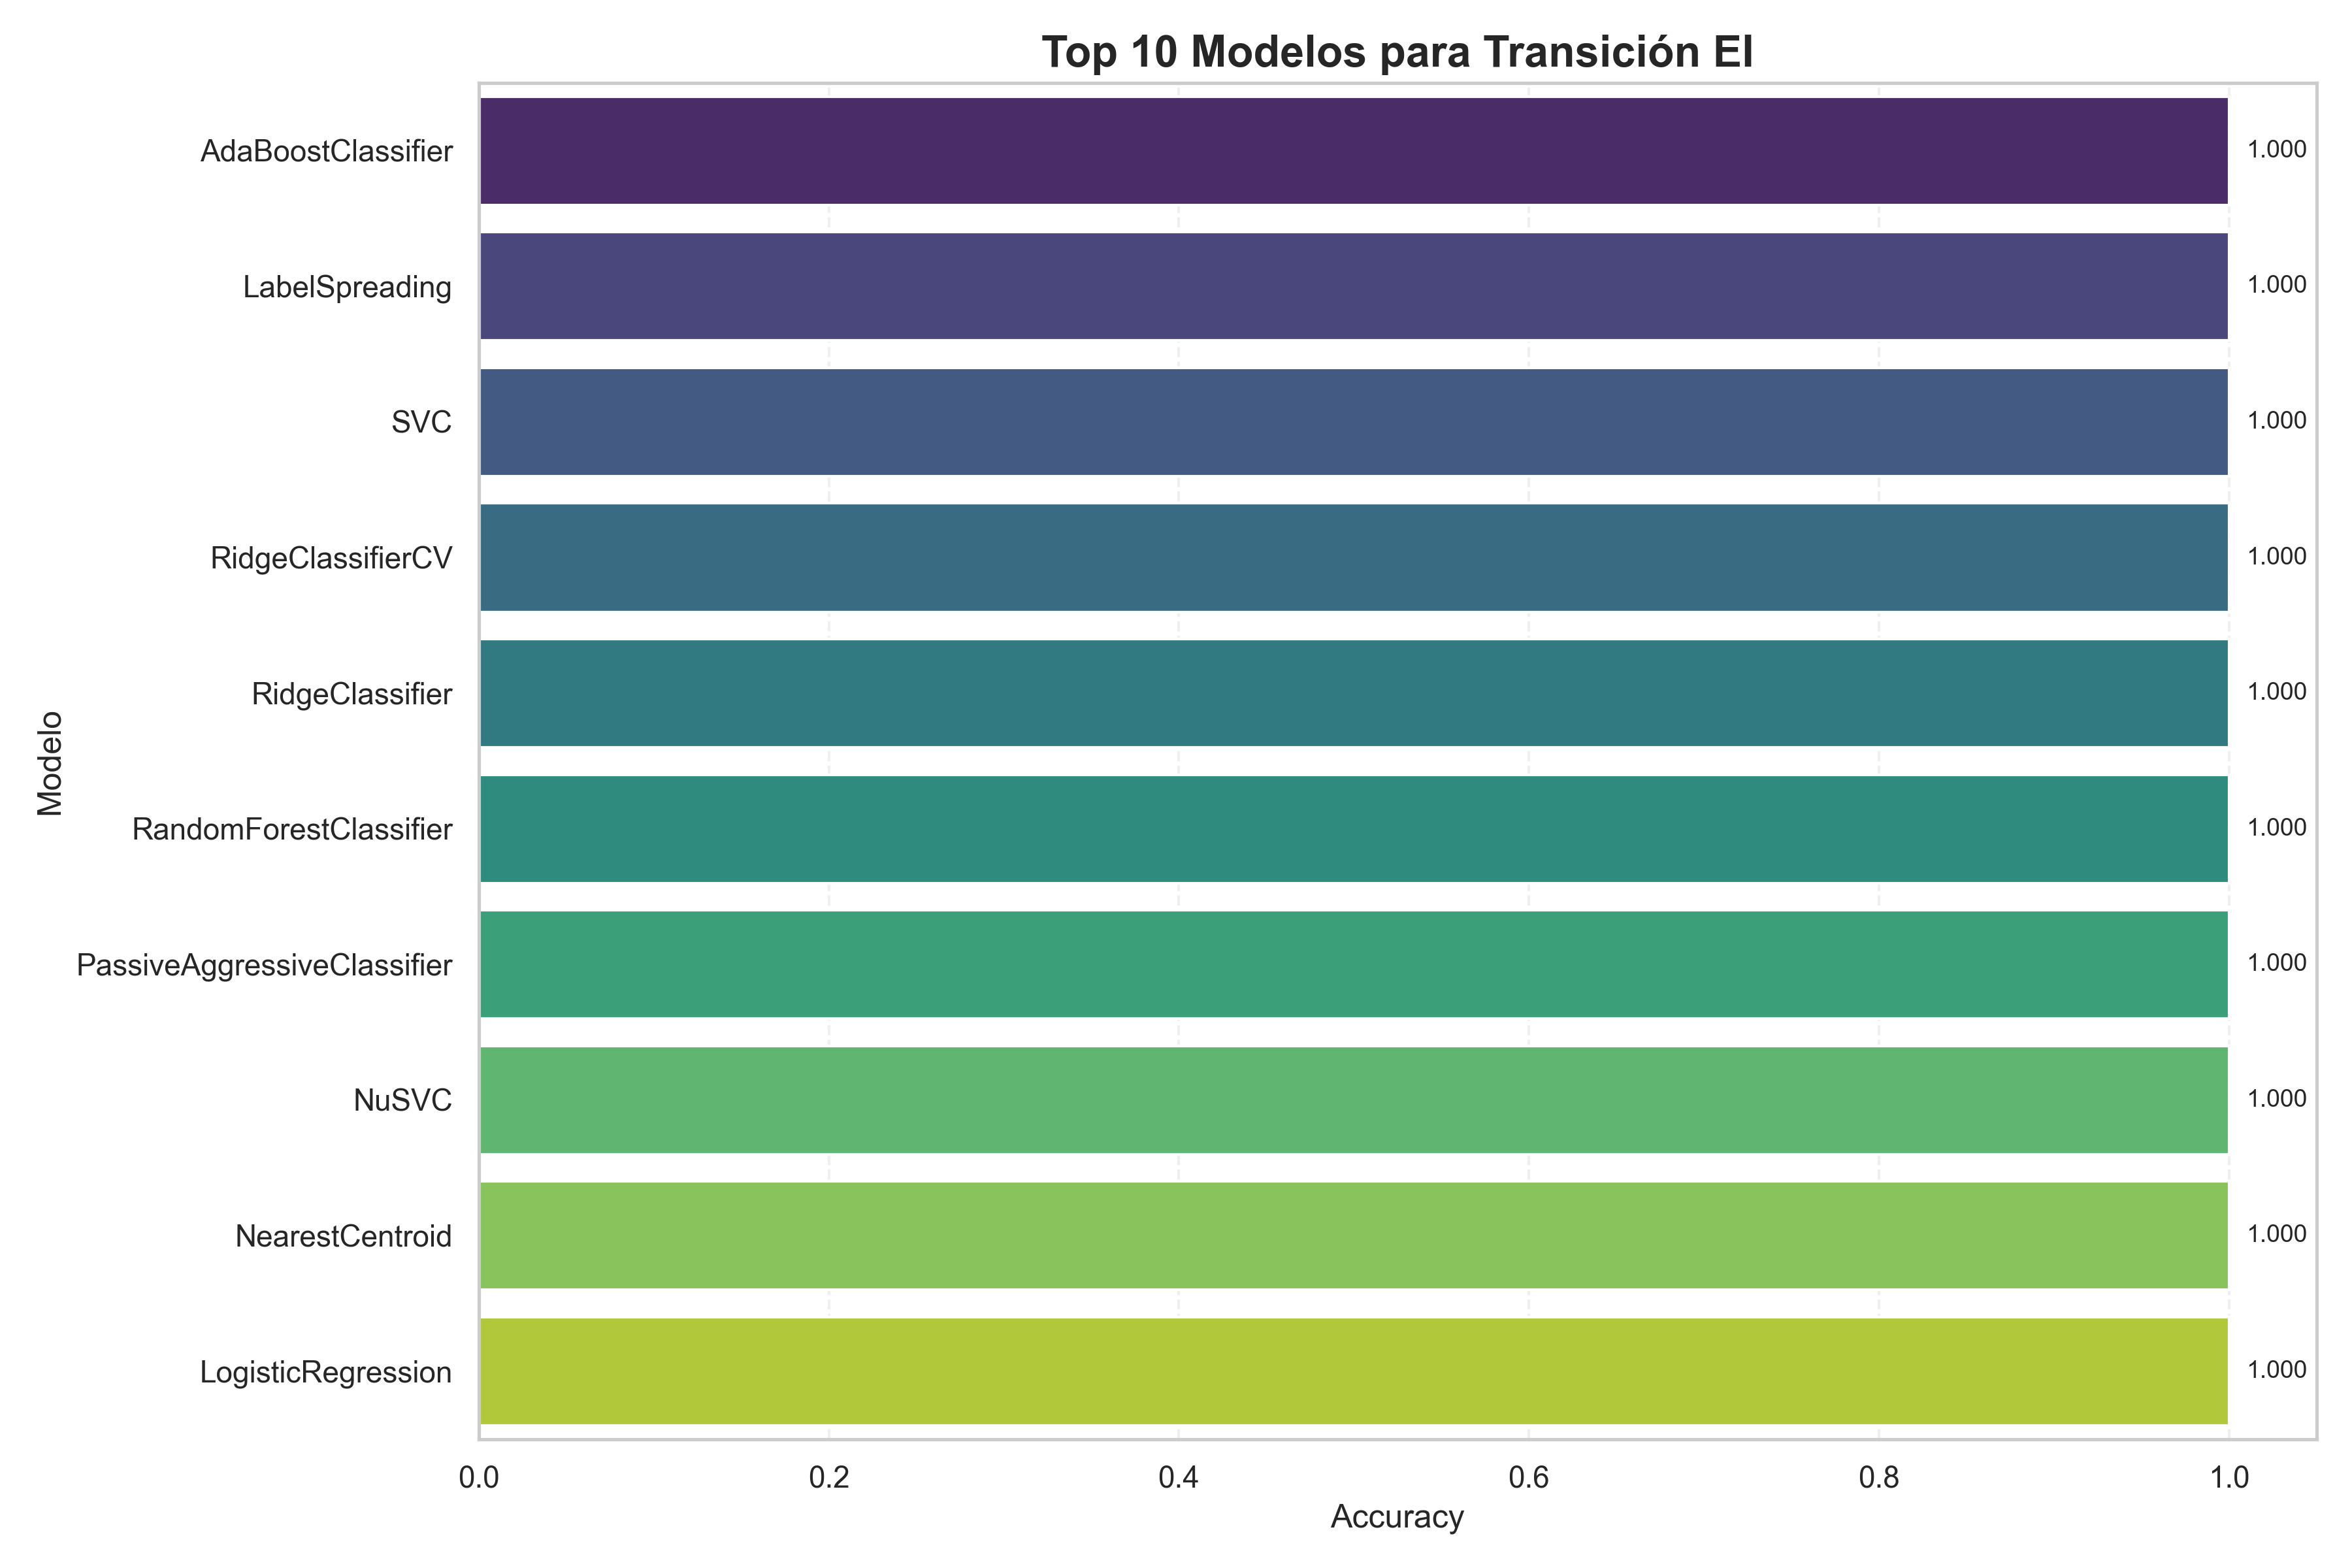 Top 10 Modelos para Transición El
AdaBoostClassifier 1.000
LabelSpreading 1.000
SVC 1.000
RidgeClassifierCV 1.000
RidgeClassifier 1.000
RandomForestClassifier 1.000
PassiveAggressiveClassifier 1.000
NuSVC 1.000
NearestCentroid 1.000
LogisticRegression 1.000
Modelo
0.0 0.2 0.4 0.6 0.8 1.0
Accuracy